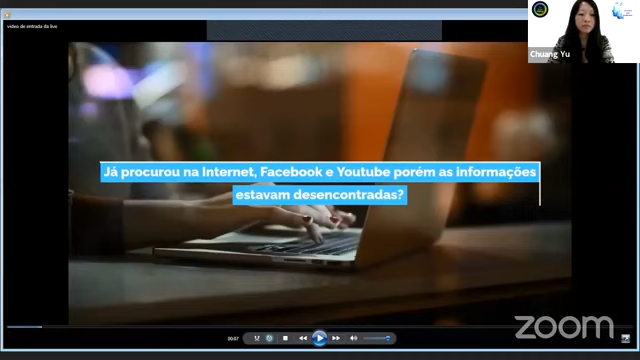 video de entrada da live
Chuang Yu
Já procurou na Internet, Facebook e Youtube porém as informações
estavam desencontradas?
00:07
zoom